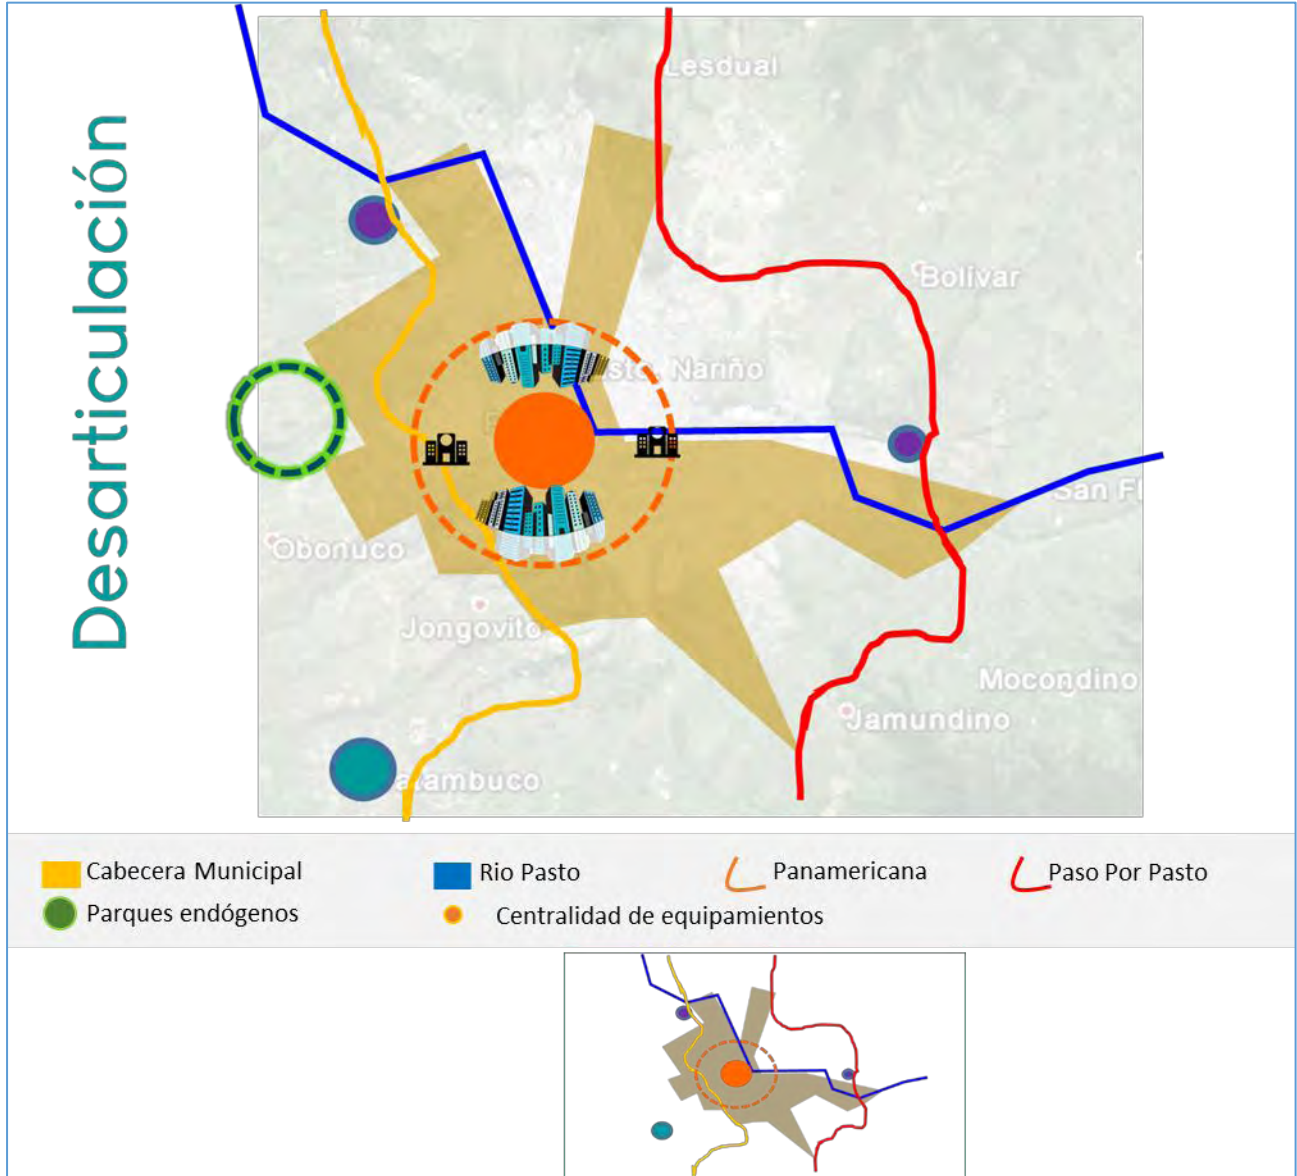 Desarticulación
Lesdual
Bolívar
Nariño
San Fl
Obonuco
Jongovito
Mocondino
Jamundino
atambuco
Cabecera Municipal
Rio Pasto
Panamericana
Paso Por Pasto
Parques endógenos
Centralidad de equipamientos